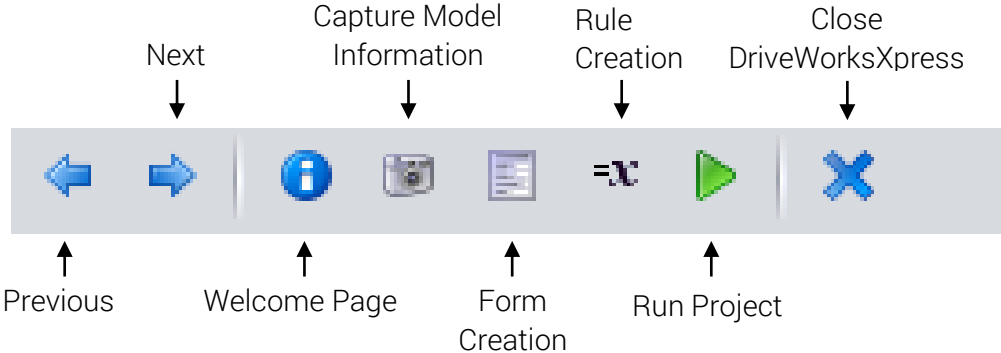 Capture Model
Information
Rule
Creation
Close
DriveWorksXpress
Next
=x
Previous
Welcome Page
Form
Creation
Run Project